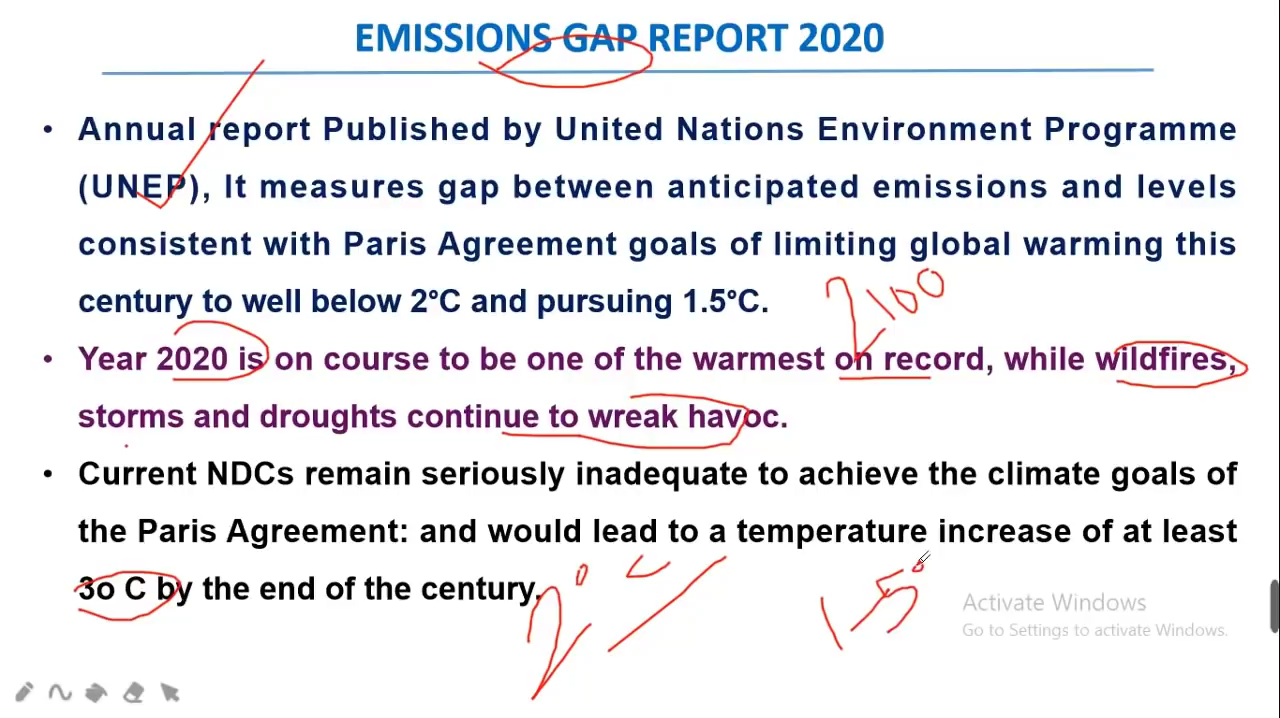 EMISSIONS GAP REPORT 2020
• Annual report Published by United Nations Environment Programme
(UNEP), It measures gap between anticipated emissions and levels
consistent with Paris Agreement goals of limiting global warming this
century to well below 2°C and pursuing 1.5°C.
2100
• Year 2020 is on course to be one of the warmest on record, while wildfires,
storms and droughts continue to wreak havoc.
• Current NDCs remain seriously inadequate to achieve the climate goals of
the Paris Agreement: and would lead to a temperature increase of at least
3o C by the end of the century.
2° C
1.5°
Activate Windows
Go to Settings to activate Windows.